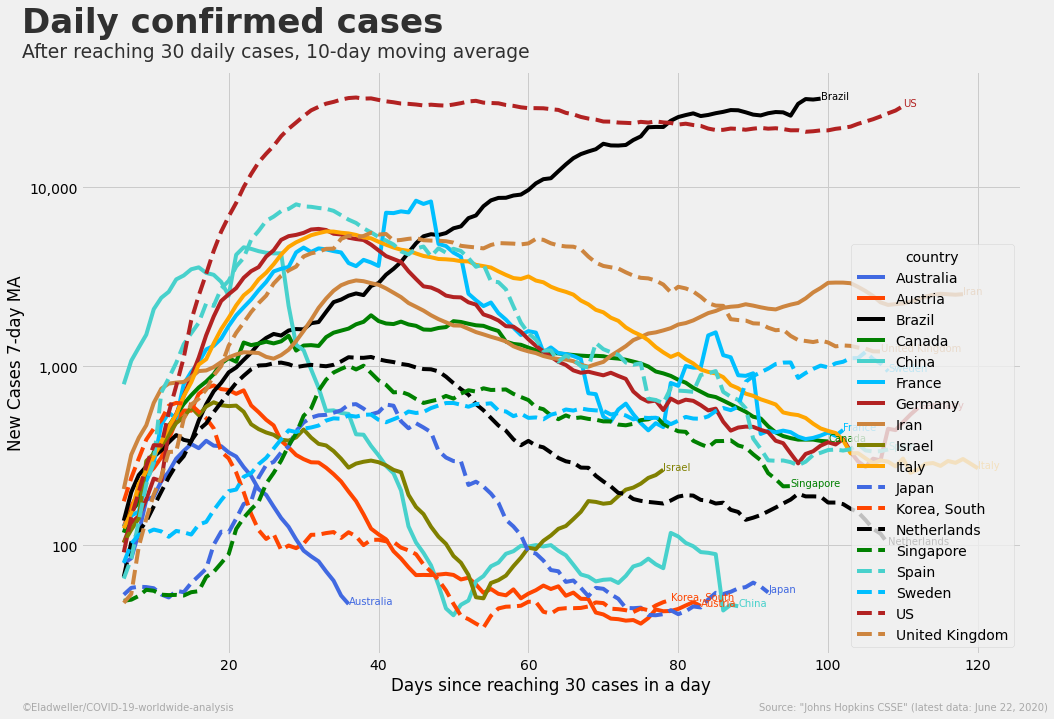 Daily confirmed cases
After reaching 30 daily cases, 10-day moving average
New Cases 7-day MA
10,000
1,000
100
Brazil
US
Iran
United Kingdom
Sweden
Germany
France
Canada
Israel
Italy
Singapore
Netherlands
Japan
Korea, South
Australia
Austria
China
country
Australia
Austria
Brazil
Canada
China
France
Germany
Iran
Israel
Italy
Japan
Korea, South
Netherlands
Singapore
Spain
Sweden
US
United Kingdom
20 40 60 80 100 120
Days since reaching 30 cases in a day
©Eladweller/COVID-19-worldwide-analysis
Source: "Johns Hopkins CSSE" (latest data: June 22, 2020)